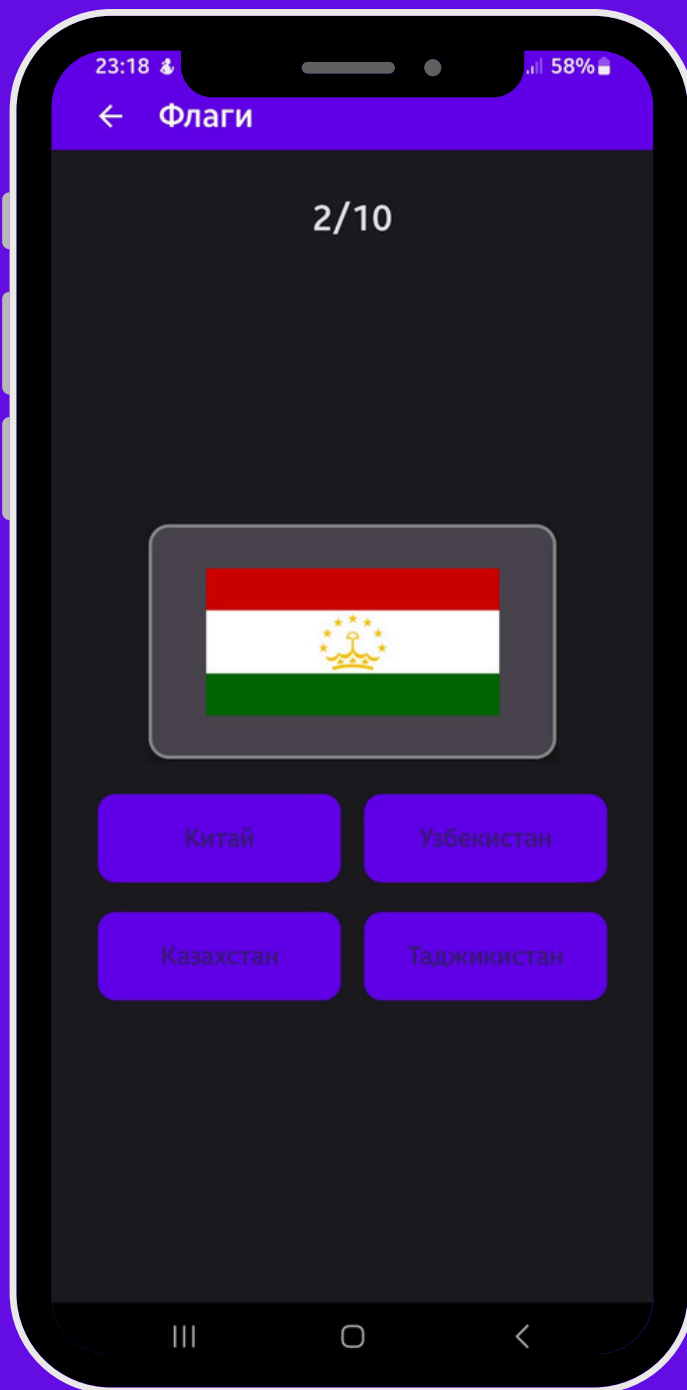 23:18 58%
Флаги
2/10
Китай Узбекистан
Казахстан Таджикистан